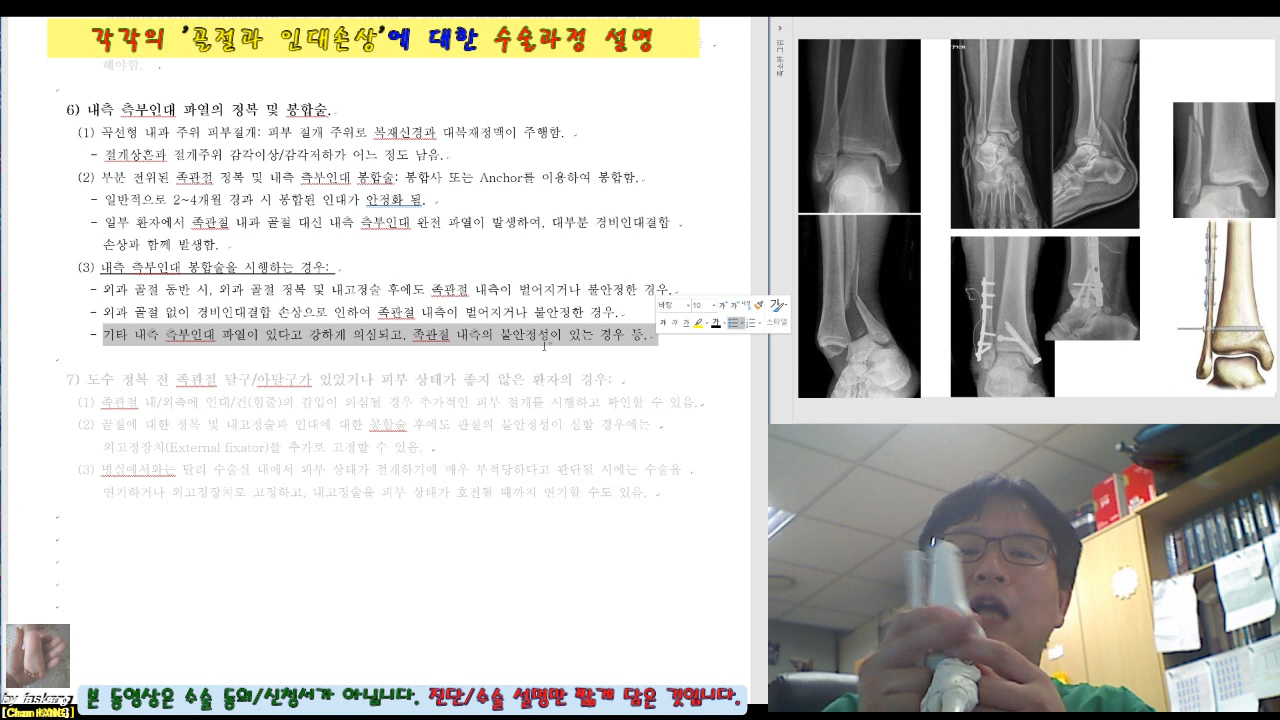 각각의 '골절과 인대손상'에 대한 수술과정 설명
해야함.
6) 내측 측부인대 파열의 정복 및 봉합술.
(1) 곡선형 내과 주위 피부절개: 피부 절개 주위로 복재신경과 대복재정맥이 주행함.
- 절개상흔과 절개주위 감각이상/감각저하가 어느 정도 남음.
(2) 부분 전위된 족관절 정복 및 내측 측부인대 봉합술: 봉합사 또는 Anchor를 이용하여 봉합함.
- 일반적으로 2~4개월 경과 시 봉합된 인대가 안정화 됨.
- 일부 환자에서 족관절 내과 골절 대신 내측 측부인대 완전 파열이 발생하여, 대부분 경비인대결합
손상과 함께 발생함.
(3) 내측 측부인대 봉합술을 시행하는 경우:
- 외과 골절 동반 시, 외과 골절 정복 및 내고정술 후에도 족관절 내측이 벌어지거나 불안정한 경우.
- 외과 골절 없이 경비인대결합 손상으로 인하여 족관절 내측이 벌어지거나 불안정한 경우.
기타 내측 측부인대 파열이 있다고 강하게 의심되고, 족관절 내측의 불안정성이 있는 경우 등.
바탕 10
스타일
7) 도수 정복 전 족관절 탈구/아탈구가 있었거나 피부 상태가 좋지 않은 환자의 경우:
(1) 족관절 내/외측에 인대/건(힘줄)의 감입이 의심될 경우 추가적인 피부 절개를 시행하고 확인할 수 있음.
(2) 골절에 대한 정복 및 내고정술과 인대에 대한 봉합술 후에도 관절의 불안정성이 심할 경우에는
외고정장치(External fixator)를 추가로 고정할 수 있음.
(3) 병실에서와는 달리 수술실 내에서 피부 상태가 절개하기에 매우 부적당하다고 판단될 시에는 수술을
연기하거나 외고정장치로 고정하고, 내고정술을 피부 상태가 호전될 때까지 연기할 수도 있음.
본 동영상은 수술 동의/신청서가 아닙니다. 진단/수술 설명만 짧게 담은 것입니다.